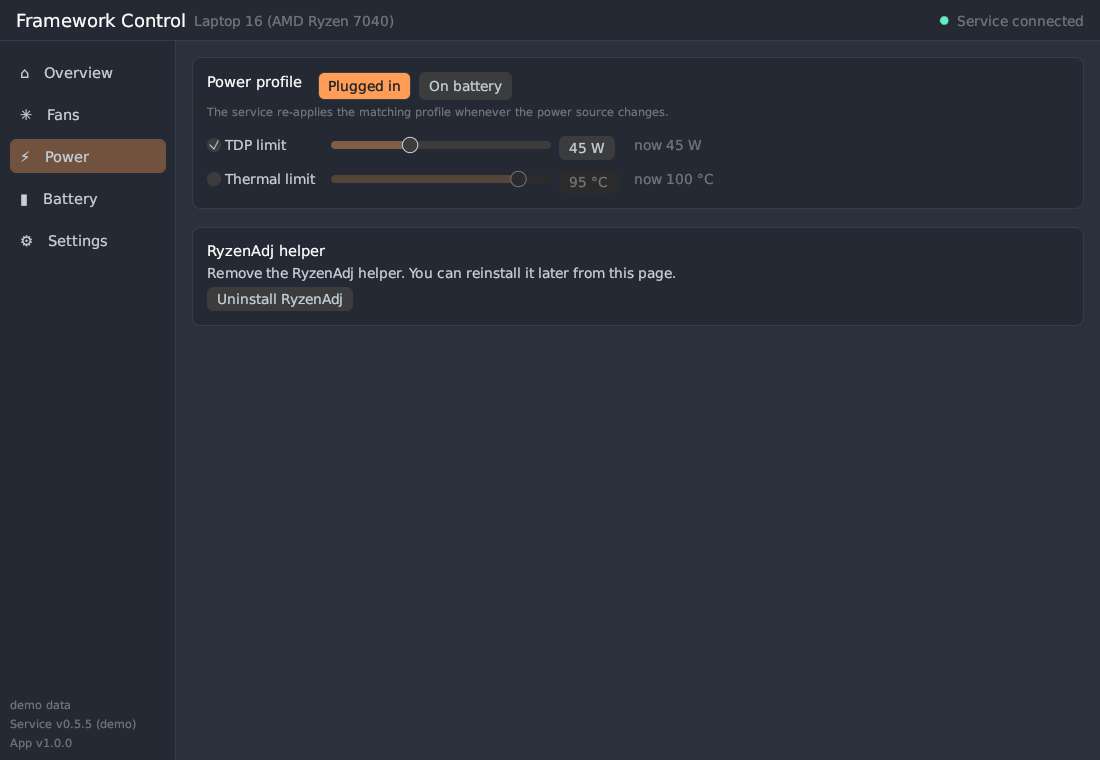 Framework Control Laptop 16 (AMD Ryzen 7040)
Service connected
Overview
Fans
Power
Battery
Settings
Power profile Plugged in On battery
The service re-applies the matching profile whenever the power source changes.
TDP limit 45 W now 45 W
Thermal limit 95 °C now 100 °C
RyzenAdj helper
Remove the RyzenAdj helper. You can reinstall it later from this page.
Uninstall RyzenAdj
demo data
Service v0.5.5 (demo)
App v1.0.0